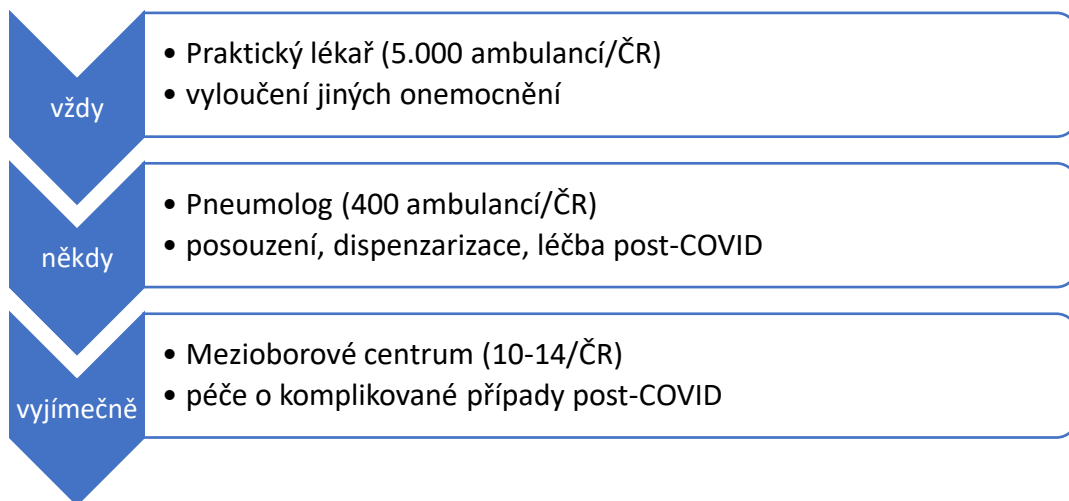 vždy
• Praktický lékař (5.000 ambulancí/ČR)
• vyloučení jiných onemocnění
někdy
• Pneumolog (400 ambulancí/ČR)
• posouzení, dispenzarizace, léčba post-COVID
vyjímečně
• Mezioborové centrum (10-14/ČR)
• péče o komplikované případy post-COVID